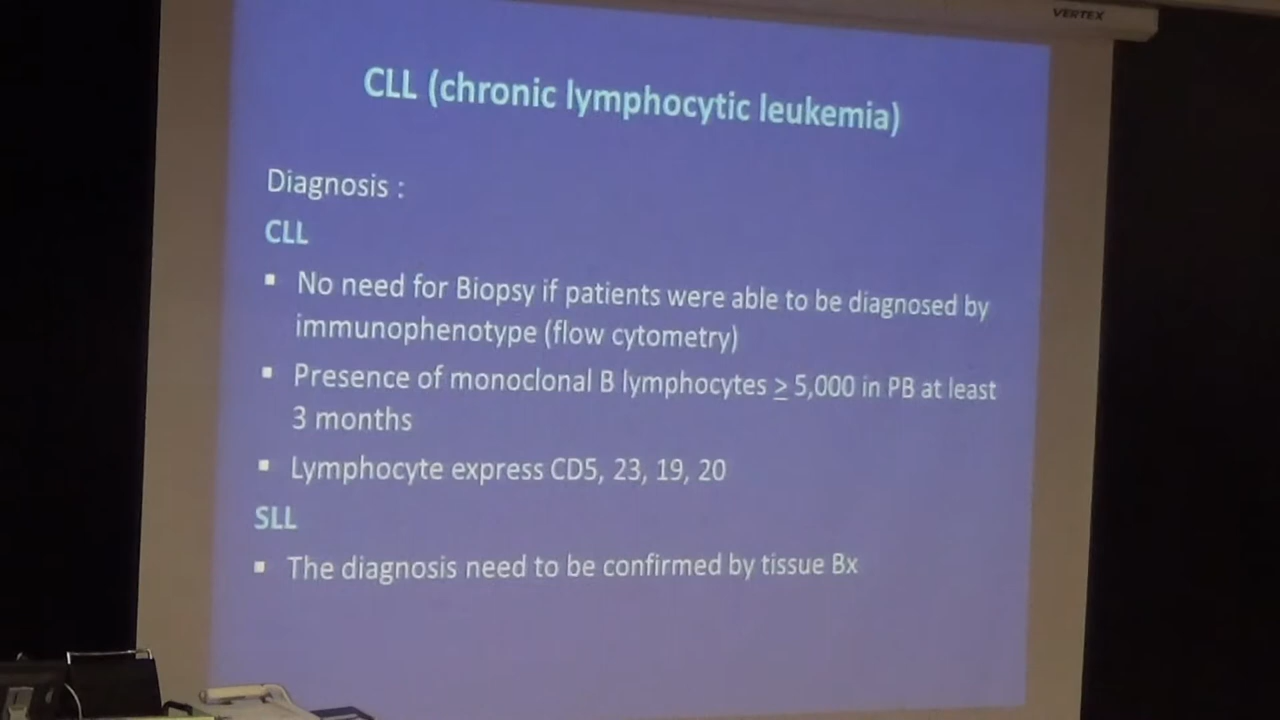 VERTEX
CLL (chronic lymphocytic leukemia)
Diagnosis :
CLL
▪ No need for Biopsy if patients were able to be diagnosed by
immunophenotype (flow cytometry)
▪ Presence of monoclonal B lymphocytes ≥ 5,000 in PB at least
3 months
▪ Lymphocyte express CD5, 23, 19, 20
SLL
▪ The diagnosis need to be confirmed by tissue Bx